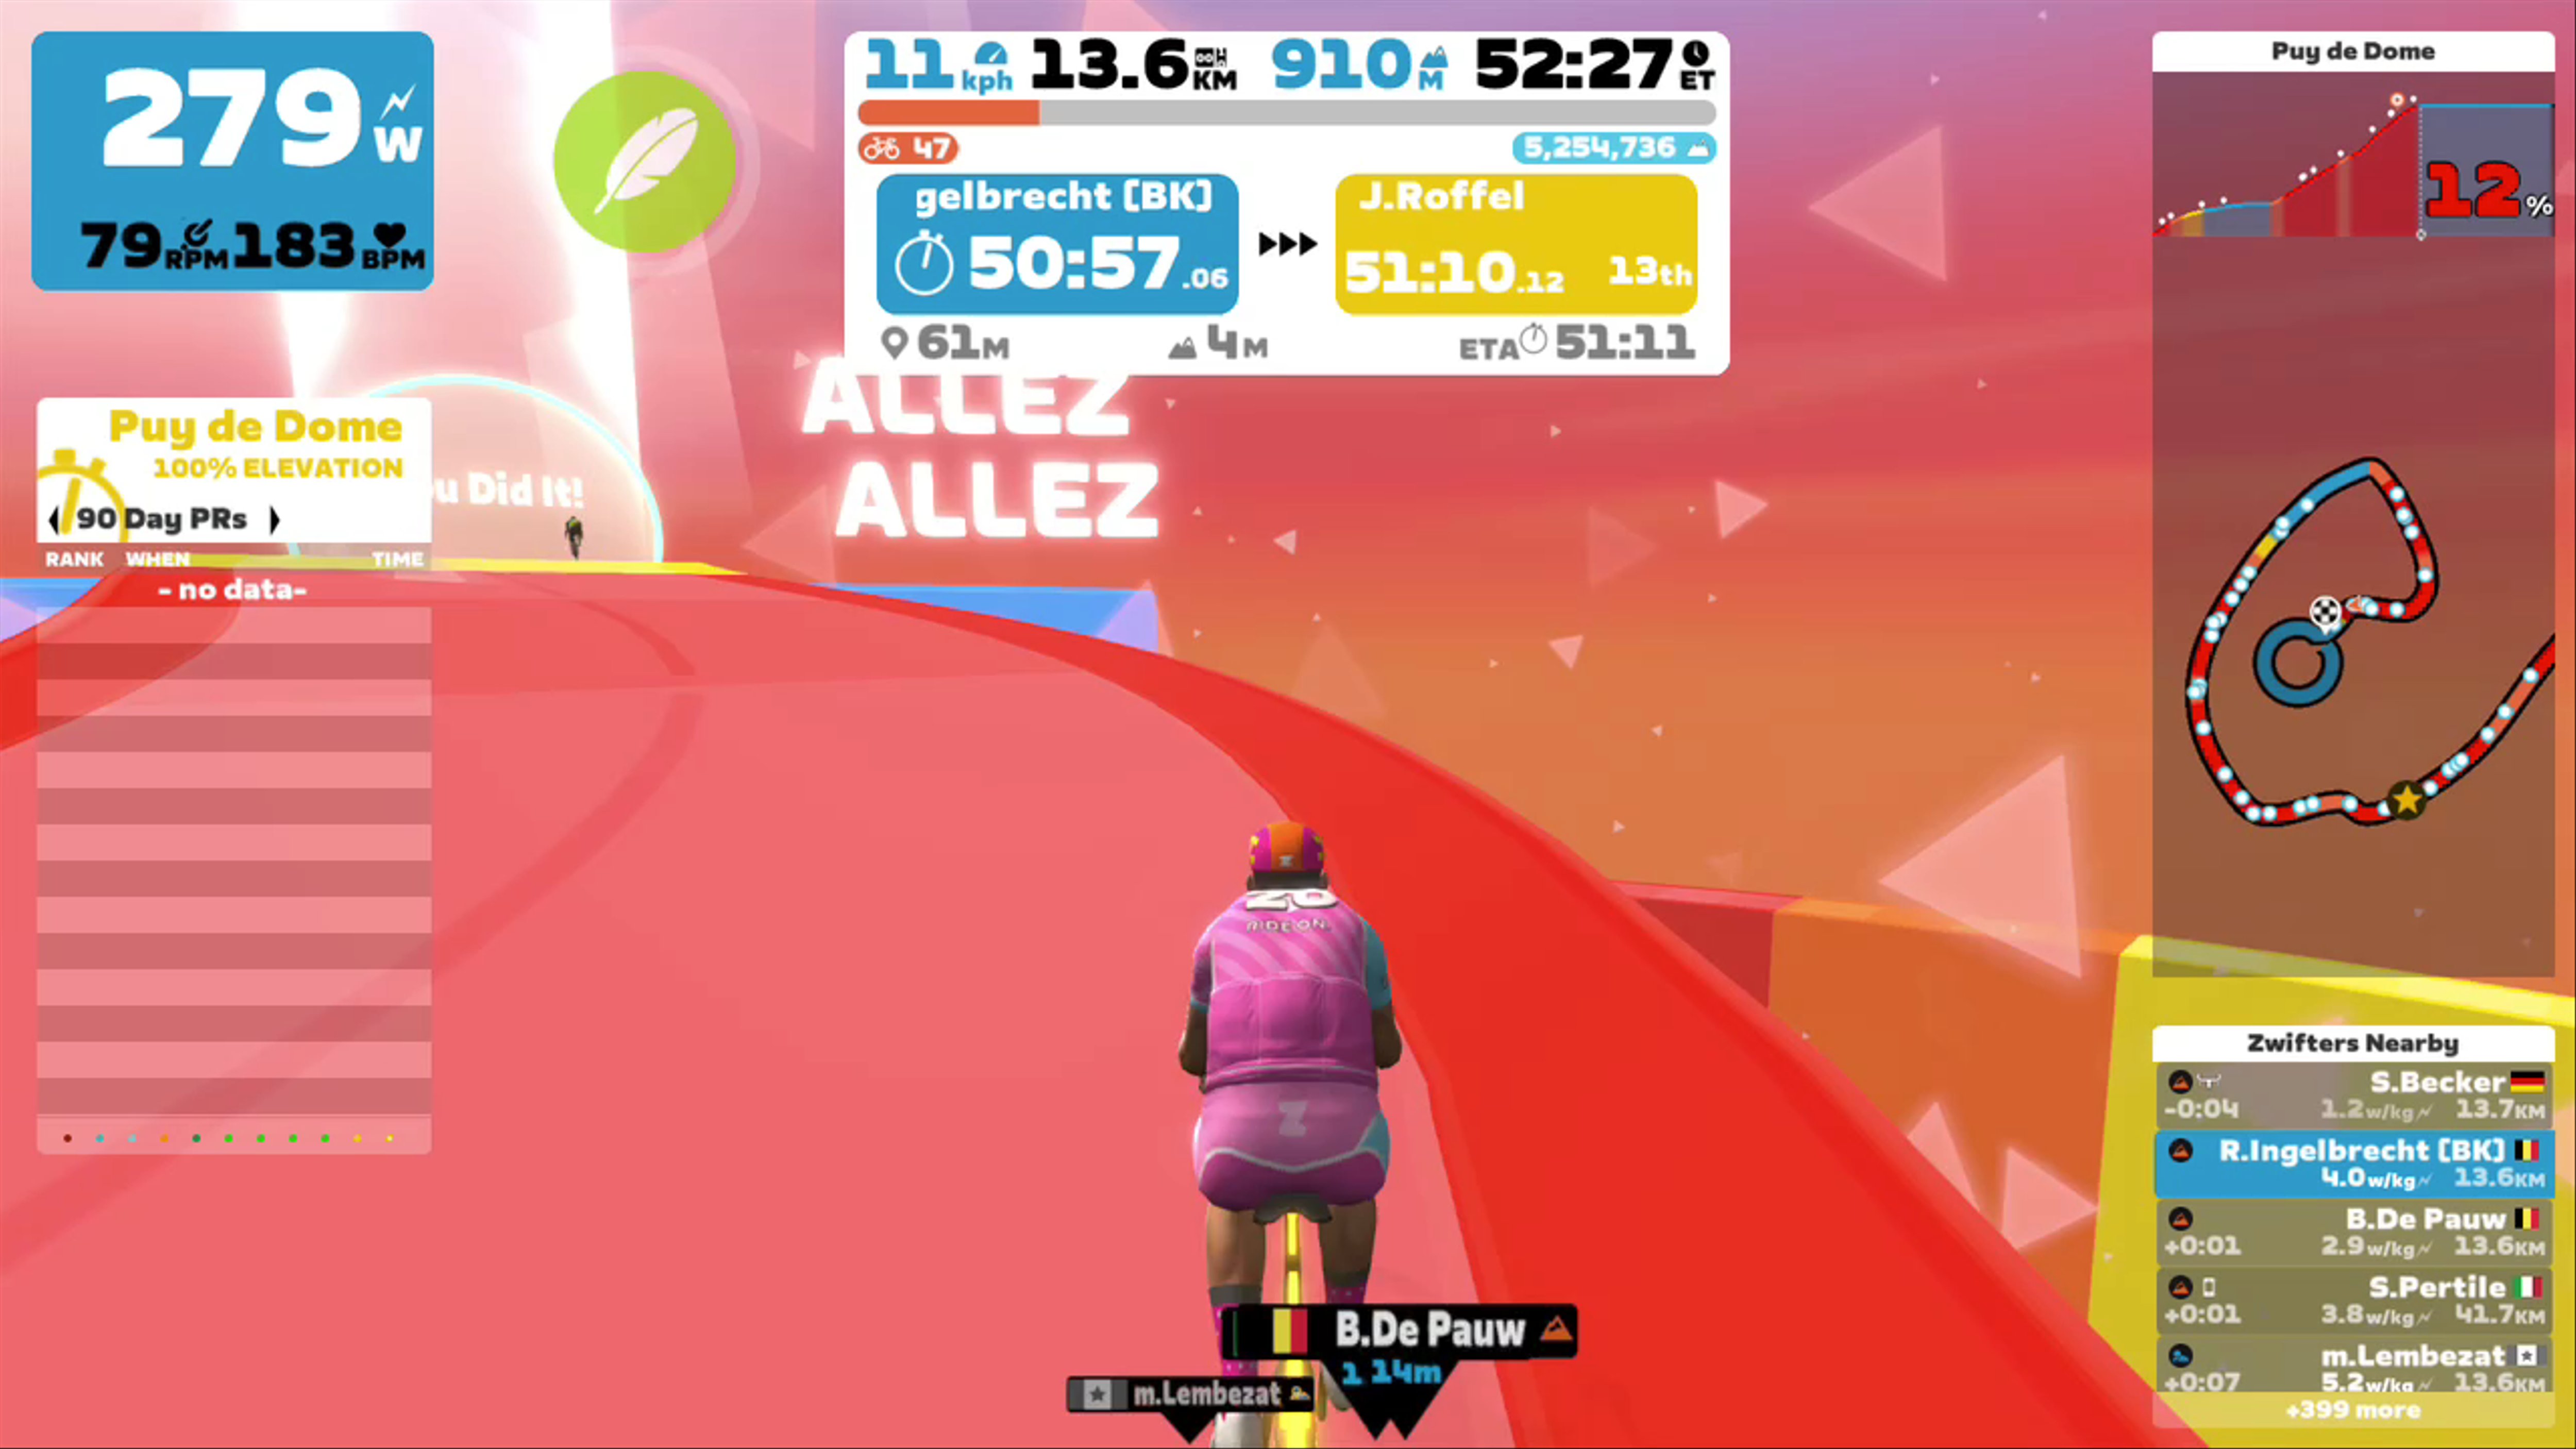 279 W
79 RPM 183 BPM
11 kph 13.6 KM 910 M 52:27 ET
47
5,254,736
gelbrecht [BK]
50:57.06
J.Roffel
51:10.12 13th
61M
4M
ETA 51:11
Puy de Dome
12%
ALLEZ
ALLEZ
Puy de Dome
100% ELEVATION
90 Day PRs
RANK WHEN TIME
- no data-
u Did It!
20
RIDE ON
Z
B.De Pauw
1 14m
m.Lembezat
Zwifters Nearby
S.Becker
-0:04 1.2w/kg 13.7KM
R.Ingelbrecht [BK]
4.0w/kg 13.6KM
B.De Pauw
+0:01 2.9w/kg 13.6KM
S.Pertile
+0:01 3.8w/kg 41.7KM
m.Lembezat
+0:07 5.2w/kg 13.6KM
+399 more